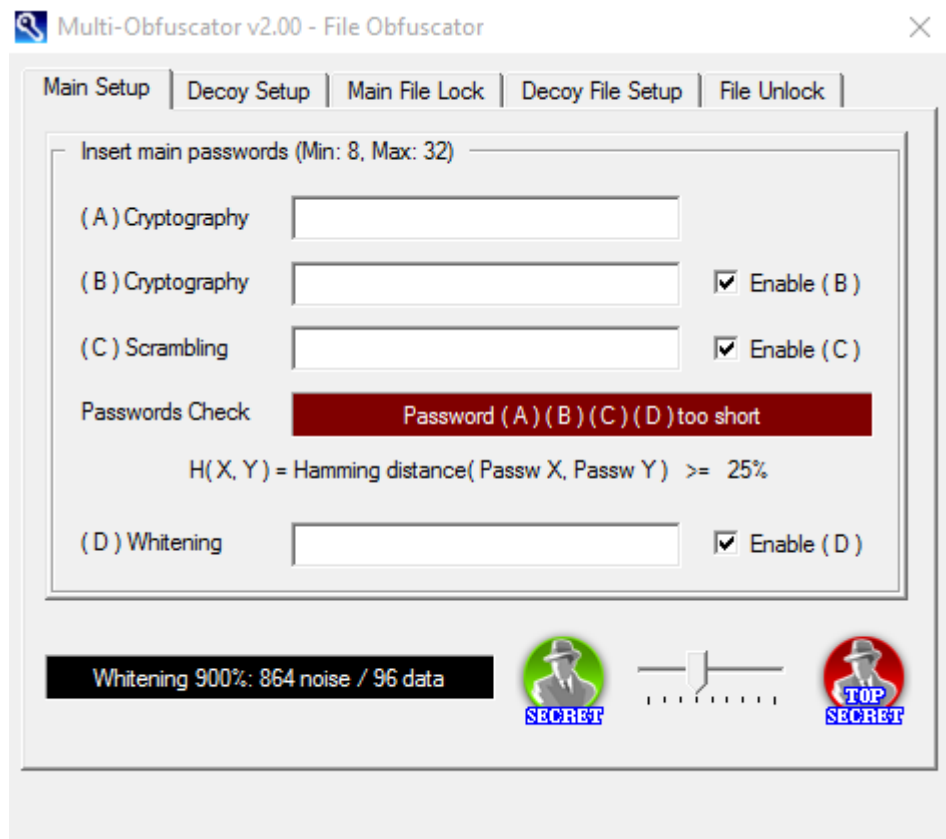 Multi-Obfuscator v2.00 - File Obfuscator
Main Setup Decoy Setup Main File Lock Decoy File Setup File Unlock
Insert main passwords (Min: 8, Max: 32)
( A ) Cryptography
( B ) Cryptography Enable ( B )
( C ) Scrambling Enable ( C )
Passwords Check Password ( A ) ( B ) ( C ) ( D ) too short
H( X, Y ) = Hamming distance( Passw X, Passw Y ) >= 25%
( D ) Whitening Enable ( D )
Whitening 900%: 864 noise / 96 data
SECRET
TOP
SECRET